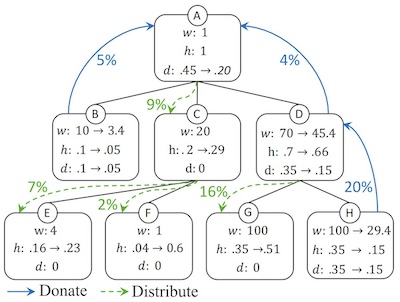 A
w: 1
h: 1
d: .45 → .20
5%
4%
9%
B
w: 10 → 3.4
h: .1 → .05
d: .1 → .05
C
w: 20
h: .2 → .29
d: 0
D
w: 70 → 45.4
h: .7 → .66
d: .35 → .15
7%
2%
16%
20%
E
w: 4
h: .16 → .23
d: 0
F
w: 1
h: .04 → 0.6
d: 0
G
w: 100
h: .35 → .51
d: 0
H
w: 100 → 29.4
h: .35 → .15
d: .35 → .15
Donate
Distribute